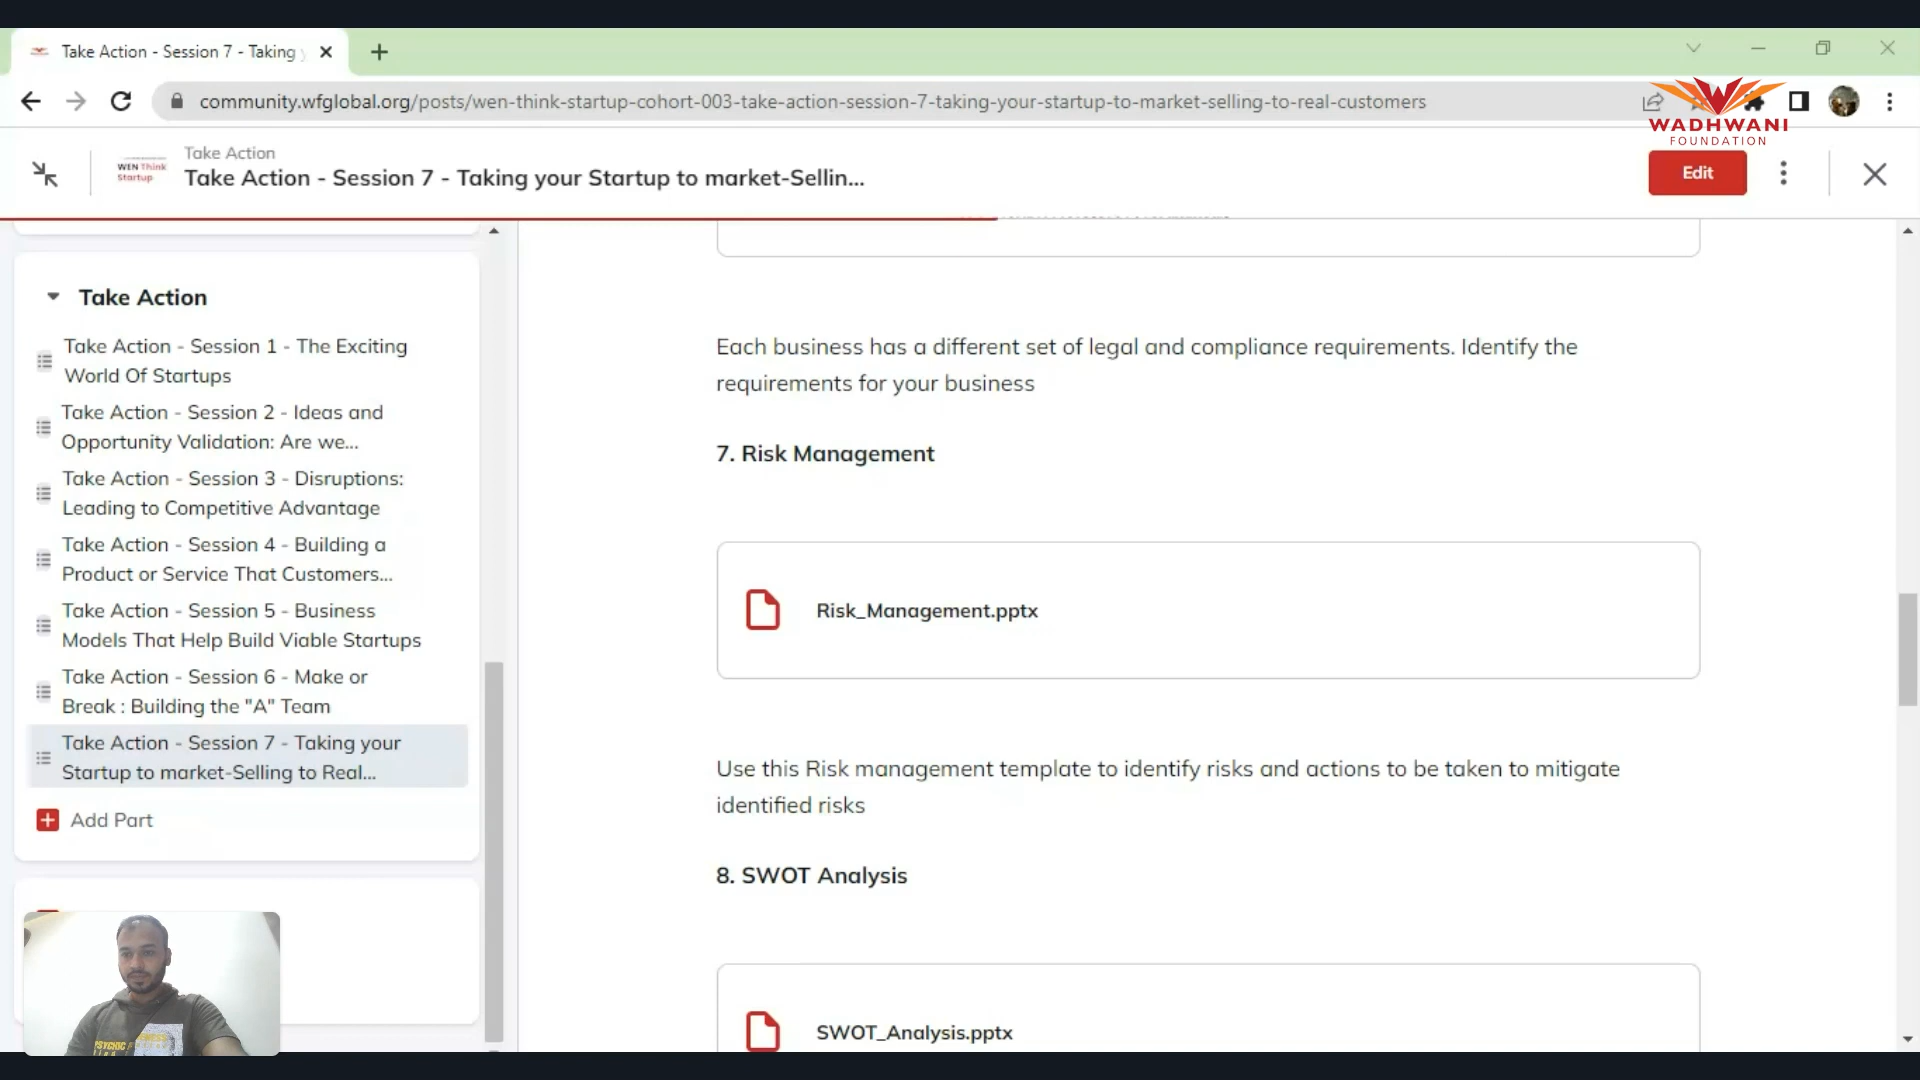 Take Action - Session 7 - Taking
community.wfglobal.org/posts/wen-think-startup-cohort-003-take-action-session-7-taking-your-startup-to-market-selling-to-real-customers
WADHWANI
FOUNDATION
WEN Think
Startup
Take Action
Take Action - Session 7 - Taking your Startup to market-Sellin...
Edit
Take Action
Take Action - Session 1 - The Exciting
World Of Startups
Take Action - Session 2 - Ideas and
Opportunity Validation: Are we...
Take Action - Session 3 - Disruptions:
Leading to Competitive Advantage
Take Action - Session 4 - Building a
Product or Service That Customers...
Take Action - Session 5 - Business
Models That Help Build Viable Startups
Take Action - Session 6 - Make or
Break : Building the "A" Team
Take Action - Session 7 - Taking your
Startup to market-Selling to Real...
Add Part
Each business has a different set of legal and compliance requirements. Identify the
requirements for your business
7. Risk Management
Risk_Management.pptx
Use this Risk management template to identify risks and actions to be taken to mitigate
identified risks
8. SWOT Analysis
SWOT_Analysis.pptx
PSYCHIC